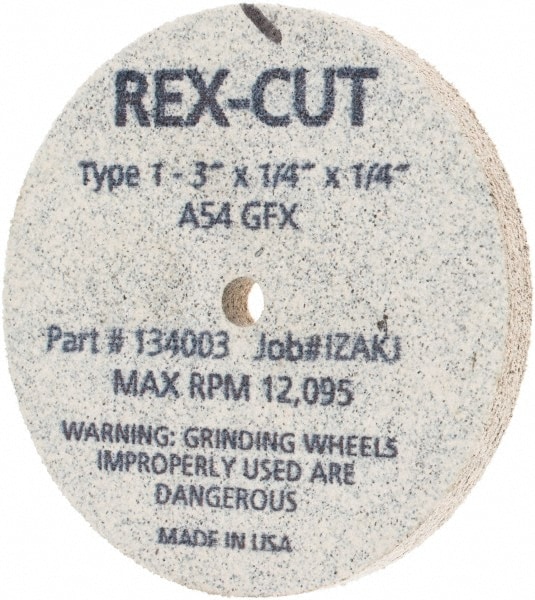 REX-CUT
Type 1 - 3" x 1/4" x 1/4"
A54 GFX
Part # 134003 Job#IZAKJ
MAX RPM 12,095
WARNING: GRINDING WHEELS
IMPROPERLY USED ARE
DANGEROUS
MADE IN USA